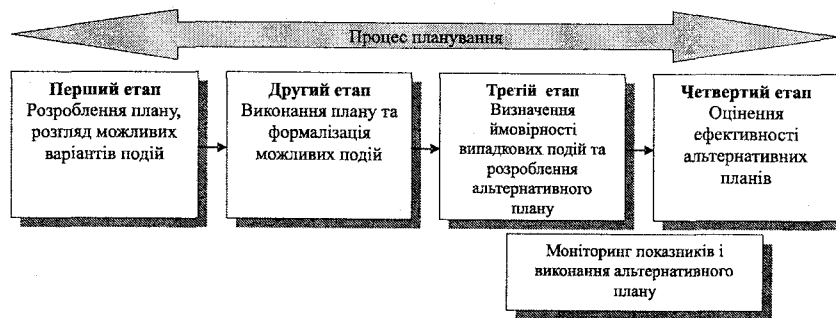 Процес планування
Перший етап
Розроблення плану,
розгляд можливих
варіантів подій
Другий етап
Виконання плану та
формалізація
можливих подій
Третій етап
Визначення
ймовірності
випадкових подій та
розроблення
альтернативного
плану
Четвертий етап
Оцінення
ефективності
альтернативних
планів
Моніторинг показників і
виконання альтернативного
плану